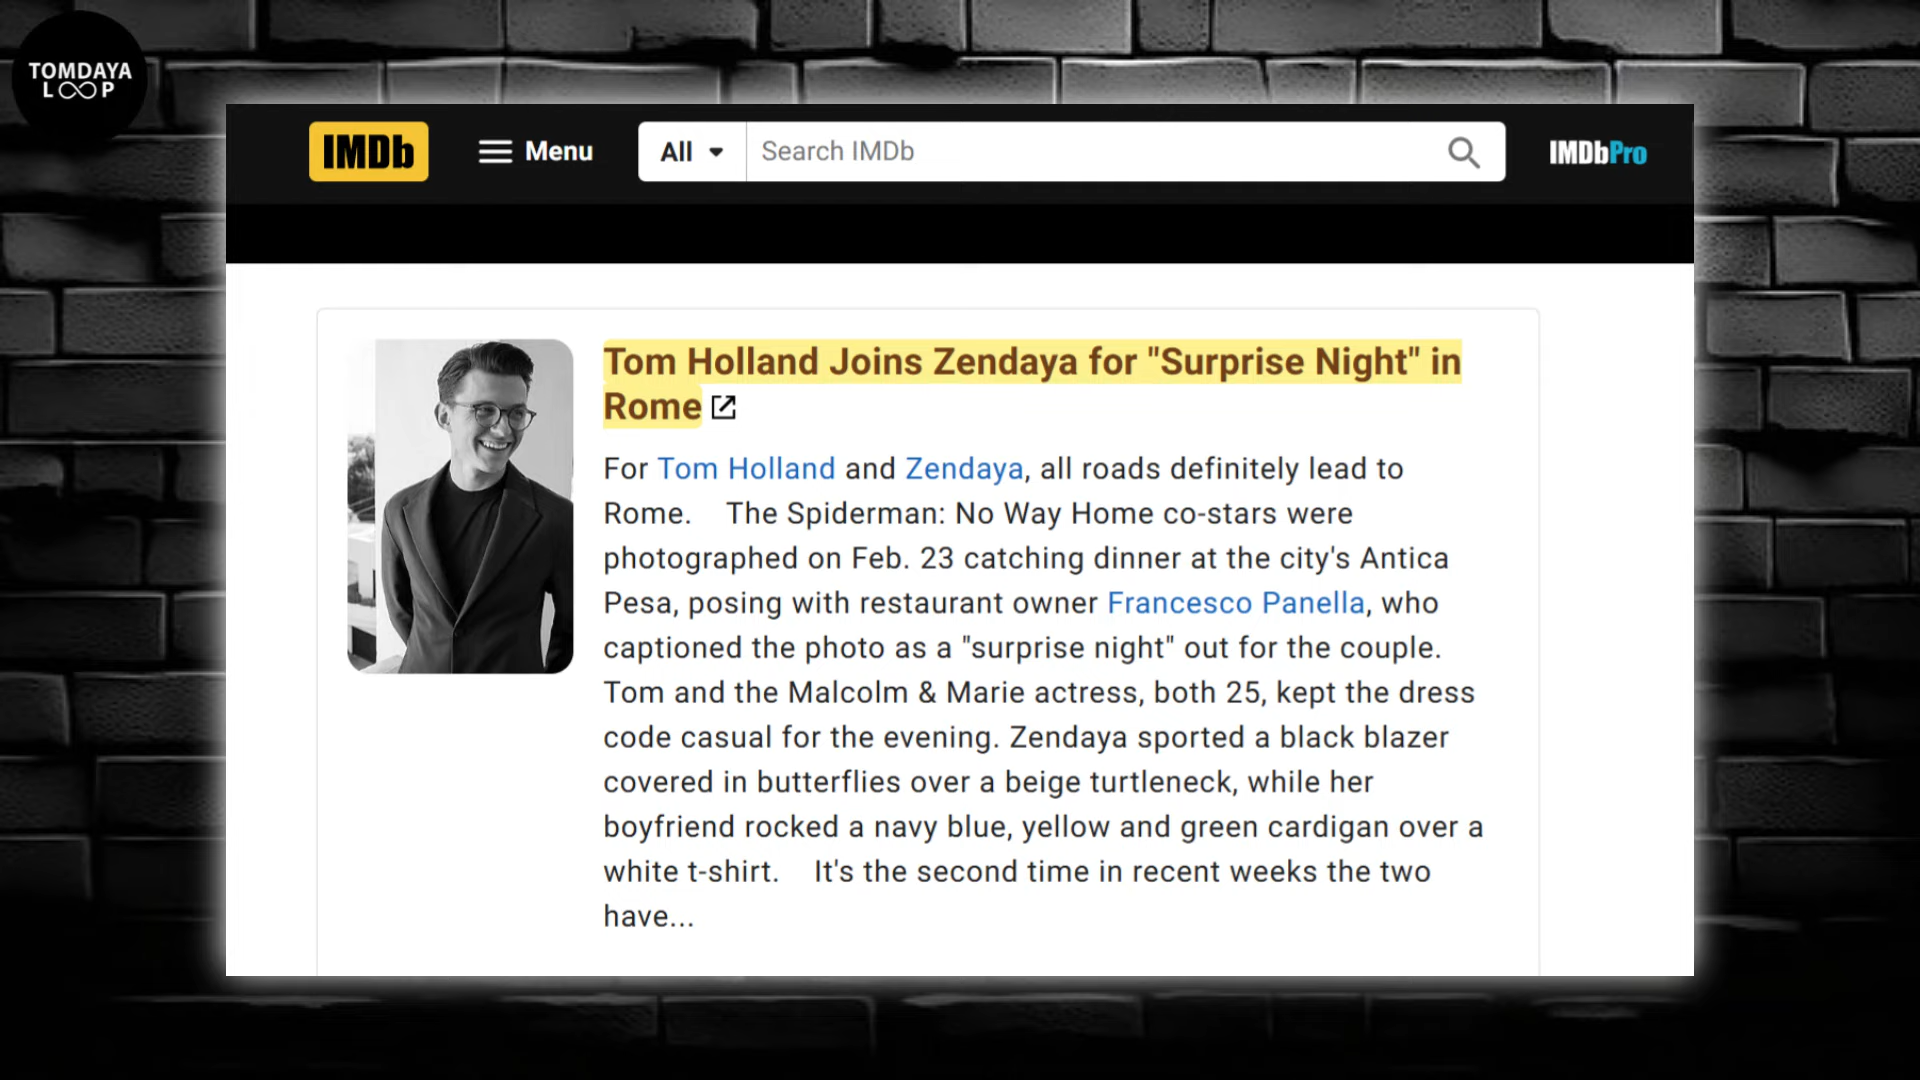 TOMDAYA
LOOP
IMDb
Menu
All
Search IMDb
IMDbPro
Tom Holland Joins Zendaya for "Surprise Night" in
Rome
For Tom Holland and Zendaya, all roads definitely lead to
Rome. The Spiderman: No Way Home co-stars were
photographed on Feb. 23 catching dinner at the city's Antica
Pesa, posing with restaurant owner Francesco Panella, who
captioned the photo as a "surprise night" out for the couple.
Tom and the Malcolm & Marie actress, both 25, kept the dress
code casual for the evening. Zendaya sported a black blazer
covered in butterflies over a beige turtleneck, while her
boyfriend rocked a navy blue, yellow and green cardigan over a
white t-shirt. It's the second time in recent weeks the two
have...